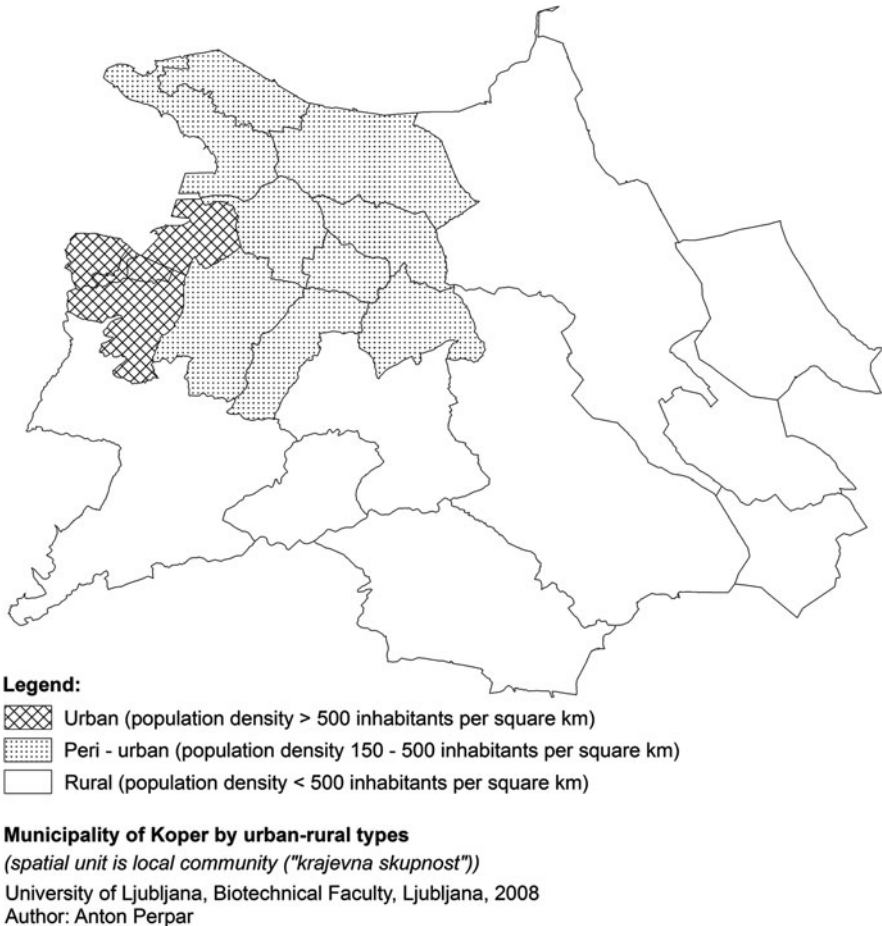 Legend:
Urban (population density > 500 inhabitants per square km)
Peri - urban (population density 150 - 500 inhabitants per square km)
Rural (population density < 500 inhabitants per square km)
Municipality of Koper by urban-rural types
(spatial unit is local community ("krajevna skupnost"))
University of Ljubljana, Biotechnical Faculty, Ljubljana, 2008
Author: Anton Perpar